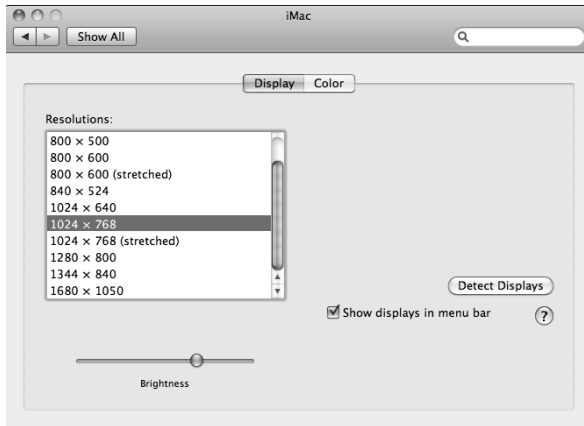 iMac
Show All
Display Color
Resolutions:
800 × 500
800 × 600
800 × 600 (stretched)
840 × 524
1024 × 640
1024 × 768
1024 × 768 (stretched)
1280 × 800
1344 × 840
1680 × 1050
Detect Displays
Show displays in menu bar ?
Brightness